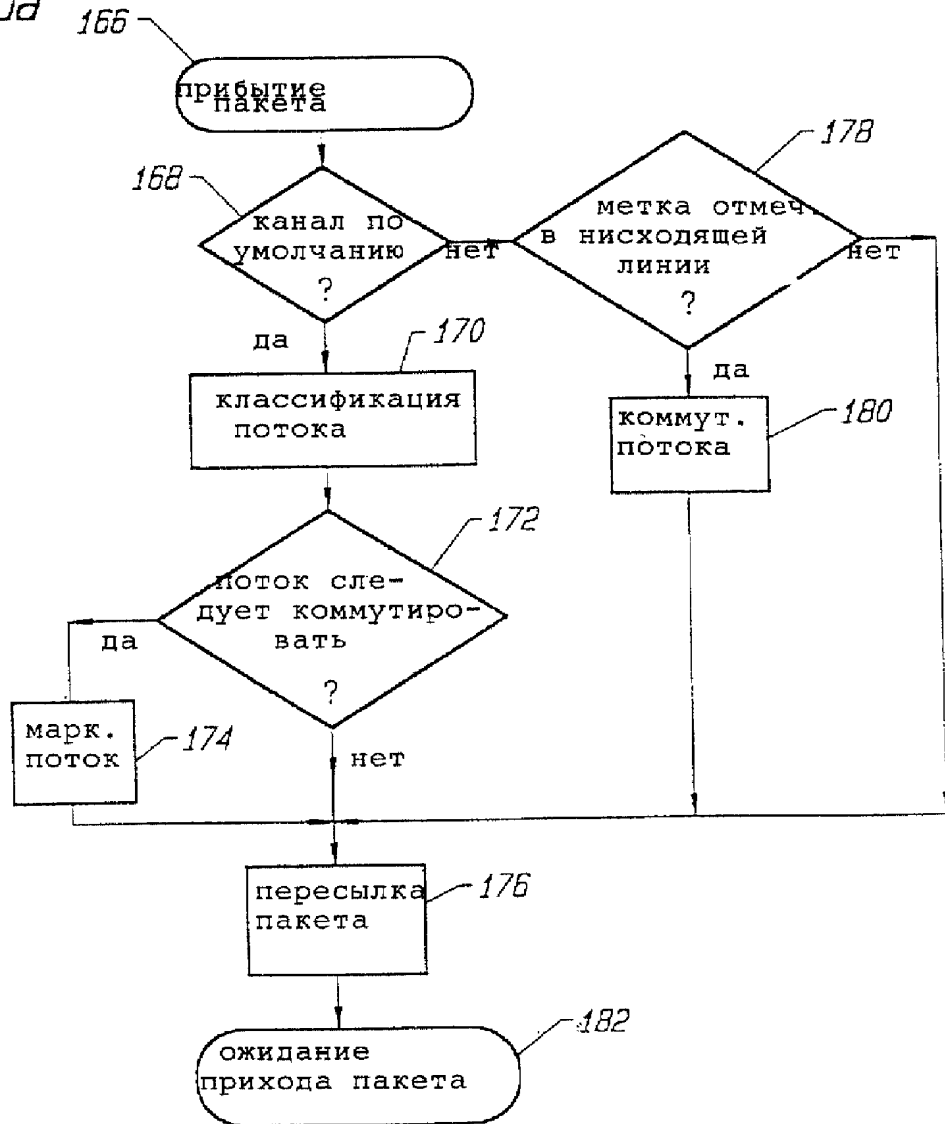 166
прибытие
пакета
178
168
канал по
умолчанию
?
нет
метка отмеч.
в нисходящей
линии
?
нет
да
170
да
классификация
потока
коммут.
потока
180
172
поток сле-
дует коммутиро-
вать
?
да
марк.
поток
174
нет
пересылка
пакета
176
182
ожидание
прихода пакета